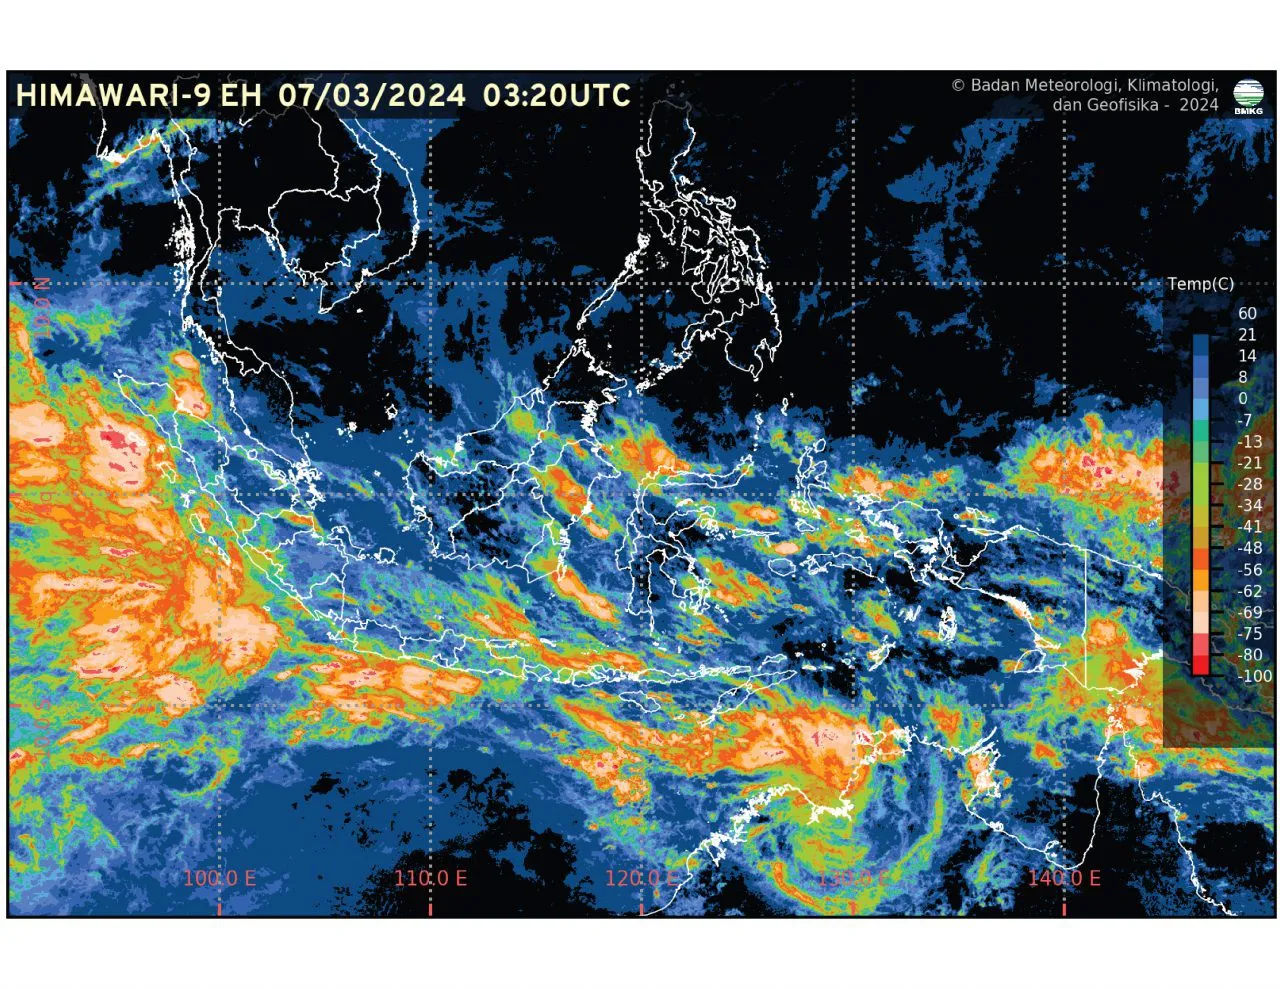 HIMAWARI-9 EH 07/03/2024 03:20UTC
© Badan Meteorologi, Klimatologi,
dan Geofisika - 2024
BMKG
Temp(C)
60
21
14
8
0
-7
-13
-21
-28
-34
-41
-48
-56
-62
-69
-75
-80
-100
100.0 E
110.0 E
120.0 E
130.0 E
140.0 E